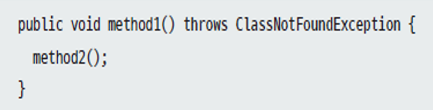 public void method1() throws ClassNotFoundException {
method2();
}